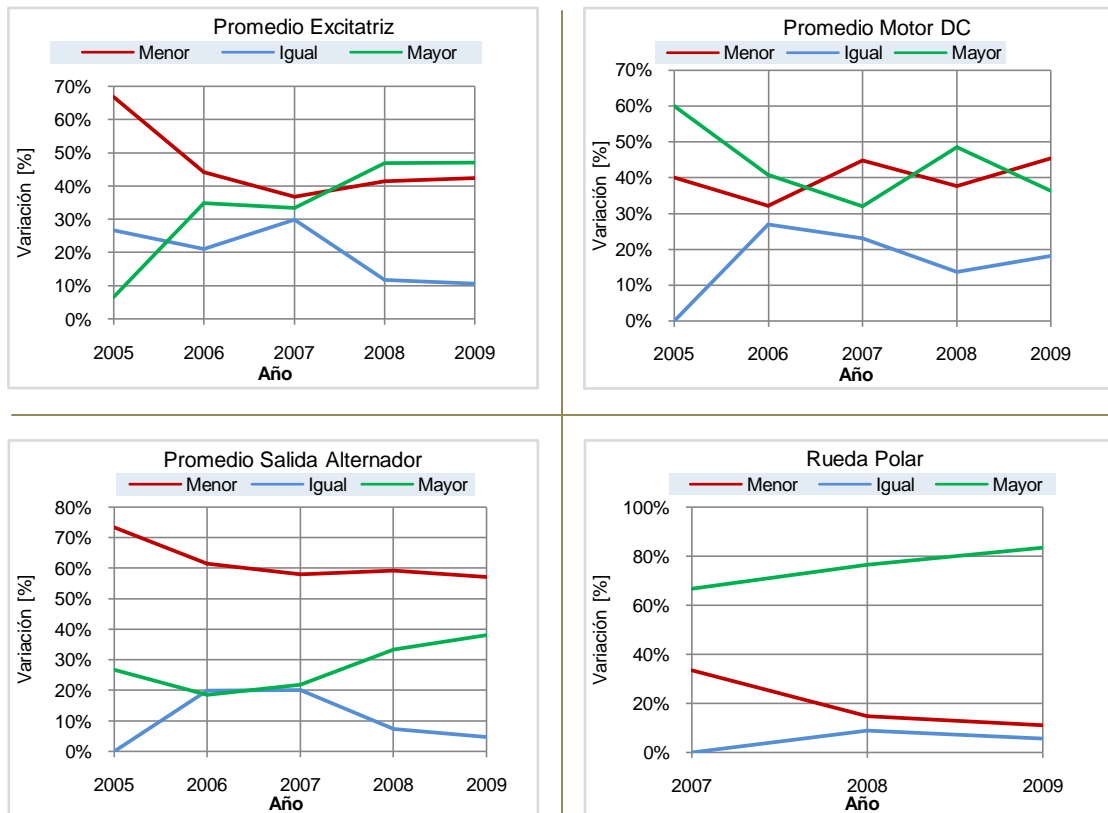 Promedio Excitatriz
Menor Igual Mayor
Variación [%]
70%
60%
50%
40%
30%
20%
10%
0%
2005 2006 2007 2008 2009
Año
Promedio Motor DC
Menor Igual Mayor
Variación [%]
70%
60%
50%
40%
30%
20%
10%
0%
2005 2006 2007 2008 2009
Año
Promedio Salida Alternador
Menor Igual Mayor
Variación [%]
80%
70%
60%
50%
40%
30%
20%
10%
0%
2005 2006 2007 2008 2009
Año
Rueda Polar
Menor Igual Mayor
Variación [%]
100%
80%
60%
40%
20%
0%
2007 2008 2009
Año